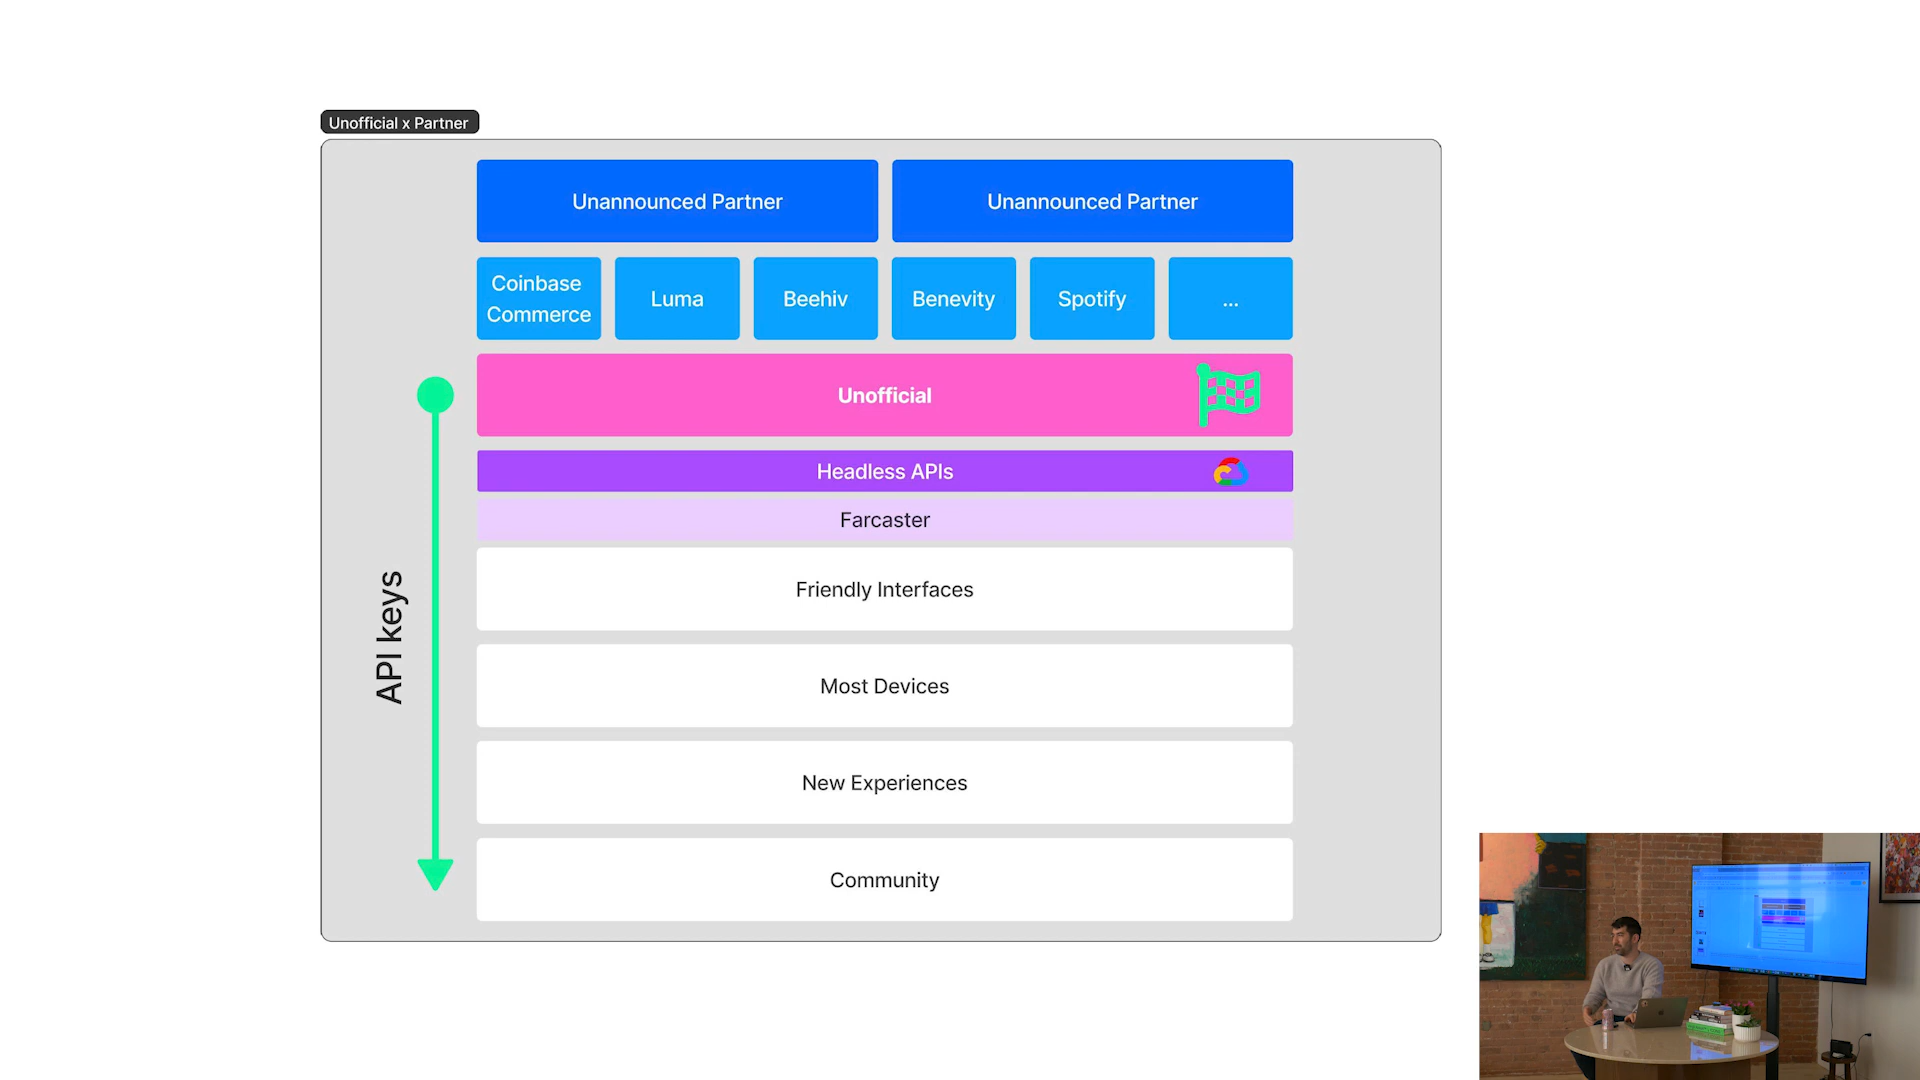 Unofficial x Partner
Unannounced Partner
Unannounced Partner
Coinbase
Commerce
Luma
Beehiv
Benevity
Spotify
...
Unofficial
Headless APIs
Farcaster
Friendly Interfaces
Most Devices
New Experiences
Community
API keys